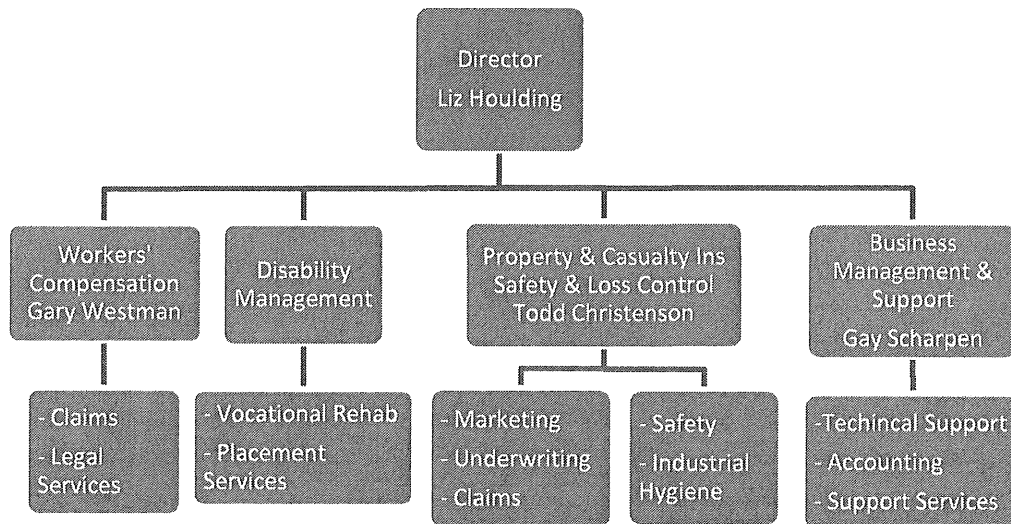 Director
Liz Houlding
Workers'
Compensation
Gary Westman
Disability
Management
Property & Casualty Ins
Safety & Loss Control
Todd Christenson
Business
Management &
Support
Gay Scharpen
- Claims
- Legal
Services
- Vocational Rehab
- Placement
Services
- Marketing
- Underwriting
- Claims
- Safety
- Industrial
Hygiene
-Techincal Support
- Accounting
- Support Services